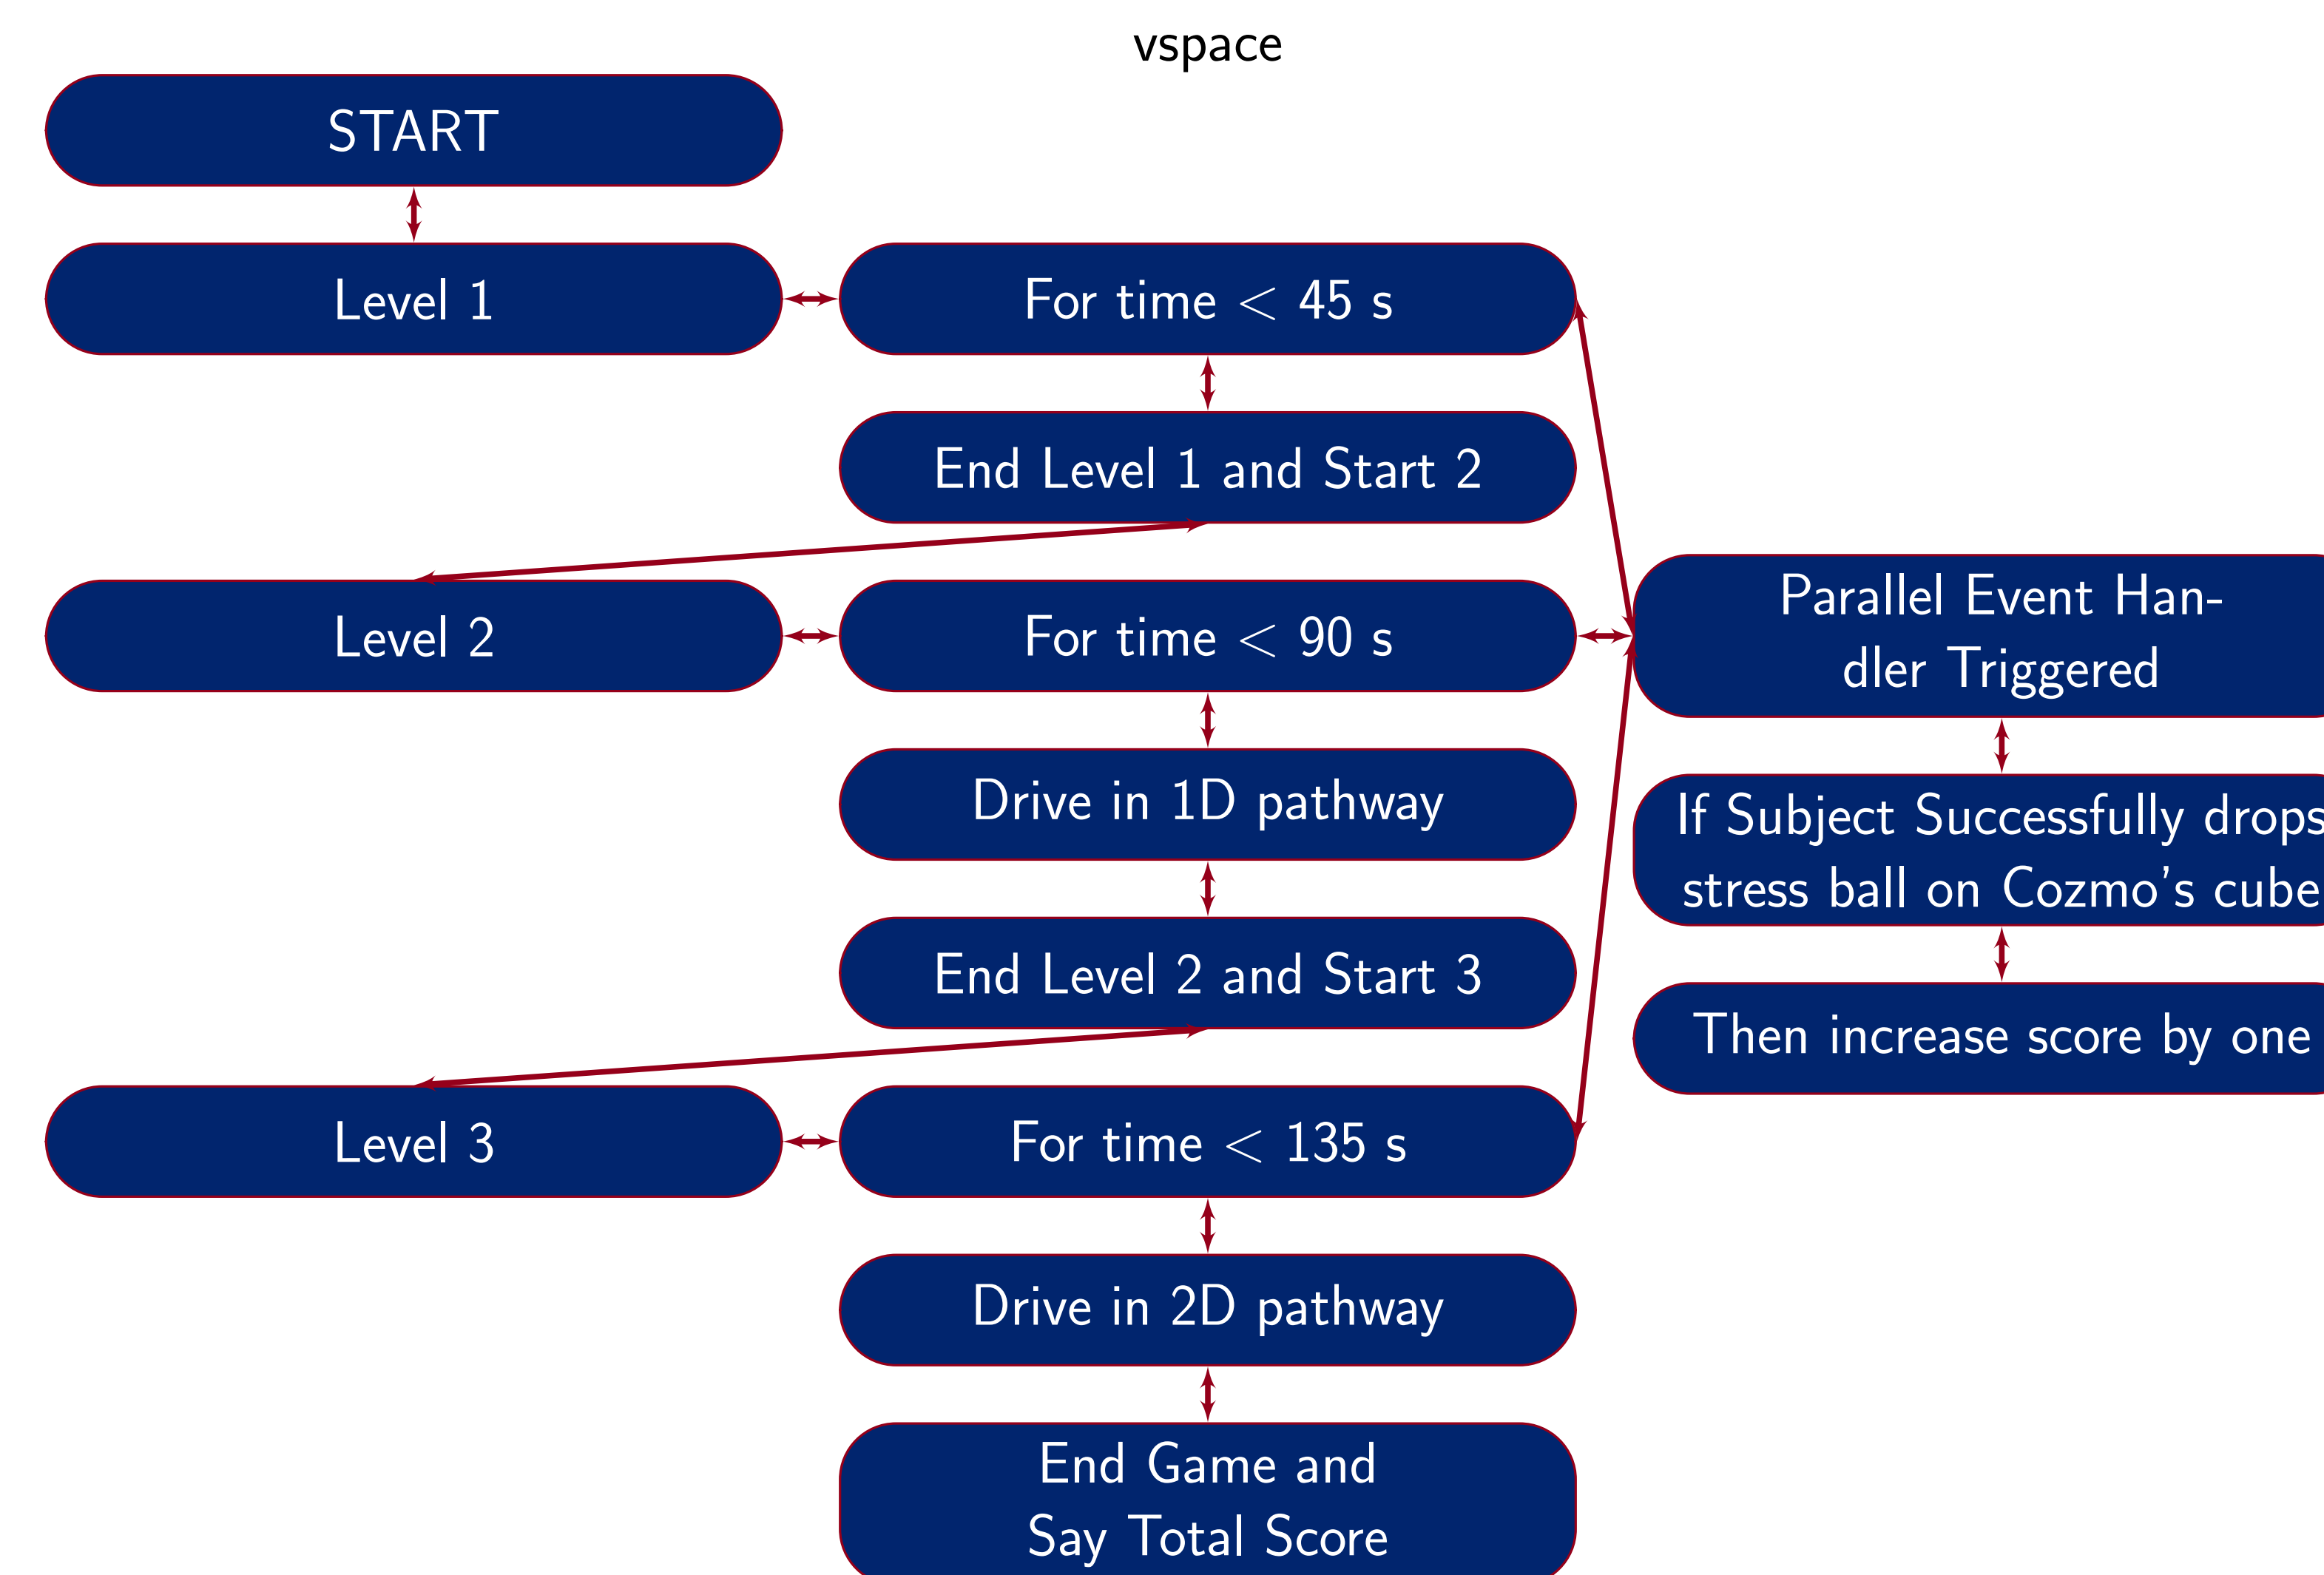 vspace
START
Level 1
For time < 45 s
End Level 1 and Start 2
Level 2
For time < 90 s
Parallel Event Han-
dler Triggered
Drive in 1D pathway
If Subject Successfully drops
stress ball on Cozmo's cube
End Level 2 and Start 3
Then increase score by one
Level 3
For time < 135 s
Drive in 2D pathway
End Game and
Say Total Score